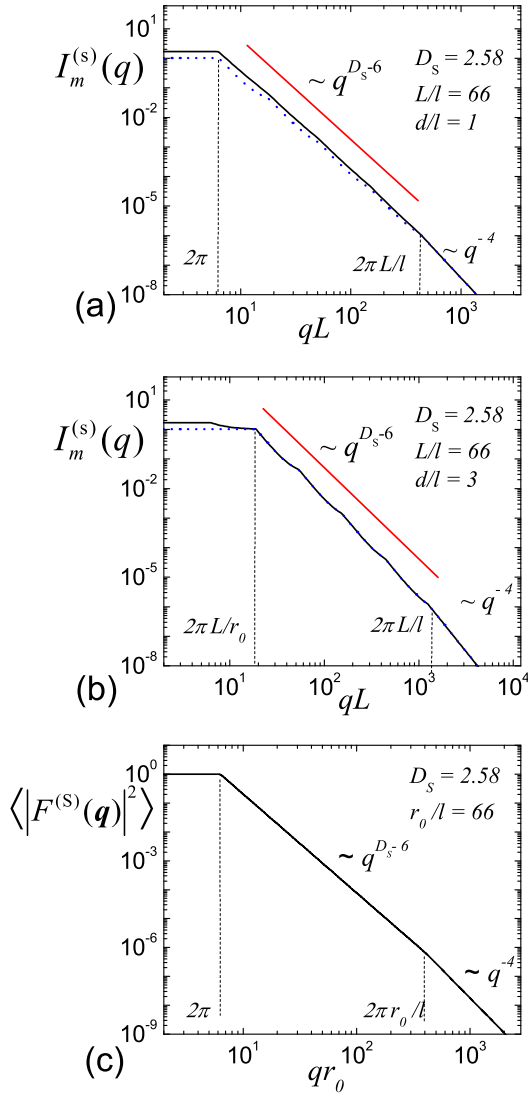 10^0
I_m^(s)(q)
~ q^{D_S-6}
D_S = 2.58
L/l = 66
d/l = 1
10^-2
10^-5
10^-6
2π
2πL/l
~ q^-4
10^-8
10^1 10^2 10^3
(a)
qL
10^1
I_m^(s)(q)
~ q^{D_S-6}
D_S = 2.58
L/l = 66
d/l = 3
10^-2
10^-5
2πL/r_0
2πL/l
~ q^-4
10^-8
10^1 10^2 10^3 10^4
(b)
qL
10^0
⟨|F^(S)(q)|^2⟩
D_S = 2.58
r_0/l = 66
~ q^{D_S-6}
10^-3
10^-6
~ q^-4
2π
2πr_0/l
10^-9
10^1 10^2 10^3
(c)
qr_0